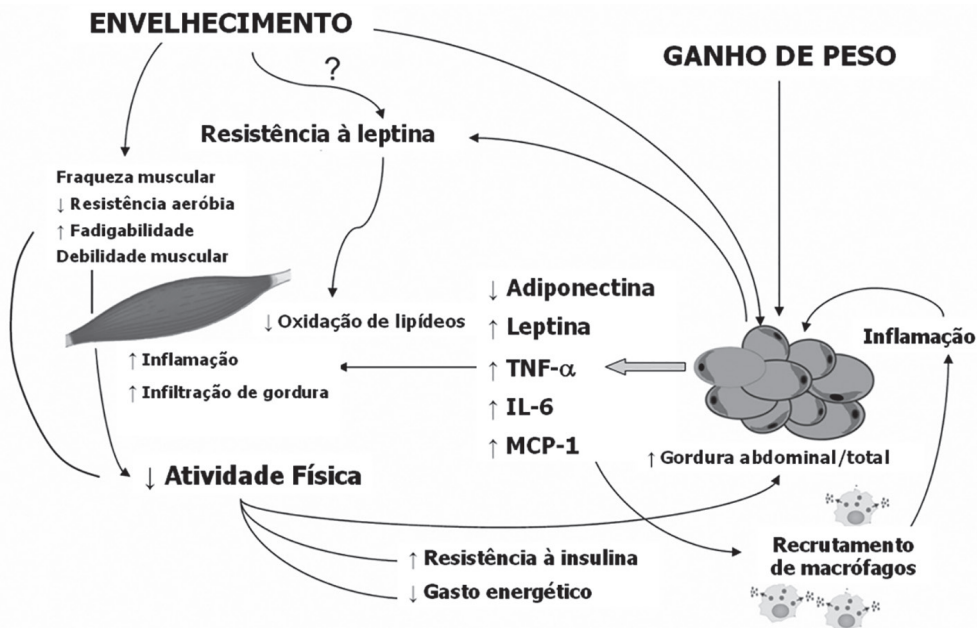 ENVELHECIMENTO
GANHO DE PESO
?
Resistência à leptina
Fraqueza muscular
↓ Resistência aeróbia
↑ Fadigabilidade
Debilidade muscular
↓ Oxidação de lipídeos
↑ Inflamação
↑ Infiltração de gordura
↓ Adiponectina
↑ Leptina
↑ TNF-α
↑ IL-6
↑ MCP-1
Inflamação
↑ Gordura abdominal/total
↓ Atividade Física
↑ Resistência à insulina
↓ Gasto energético
Recrutamento
de macrófagos